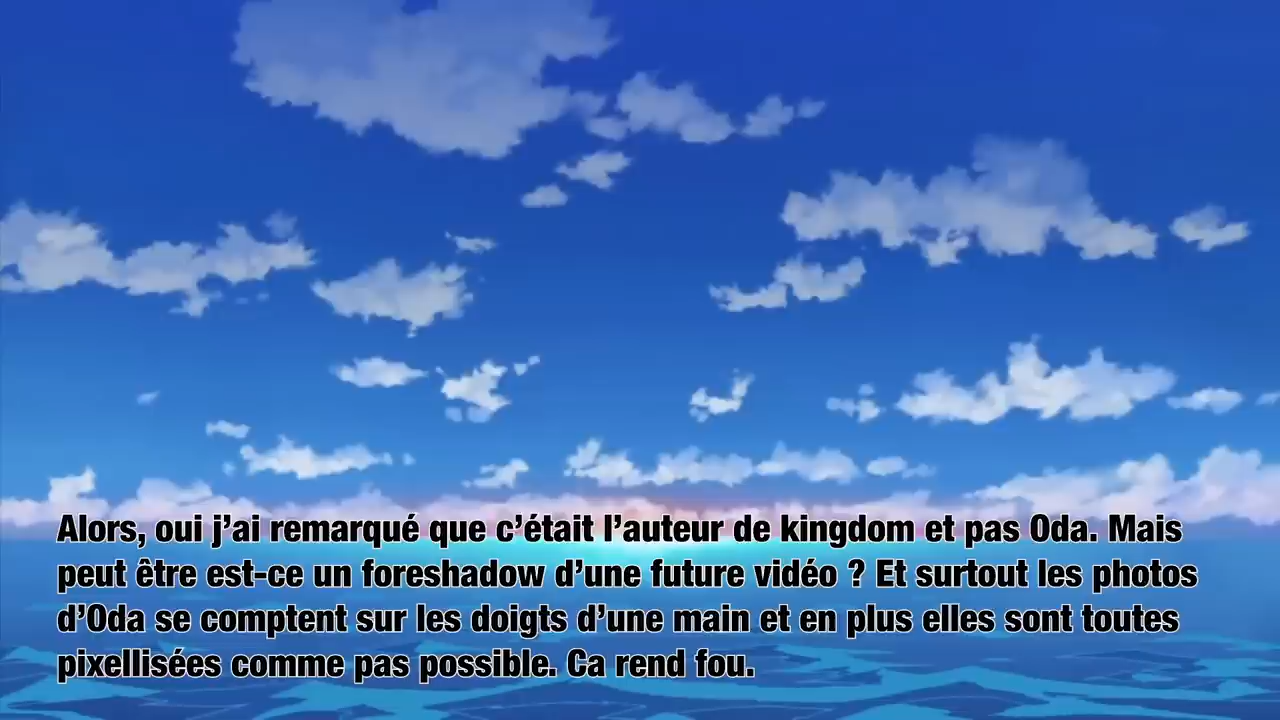 Alors, oui j’ai remarqué que c’était l’auteur de kingdom et pas Oda. Mais
peut être est-ce un foreshadow d’une future vidéo ? Et surtout les photos
d’Oda se comptent sur les doigts d’une main et en plus elles sont toutes
pixellisées comme pas possible. Ca rend fou.